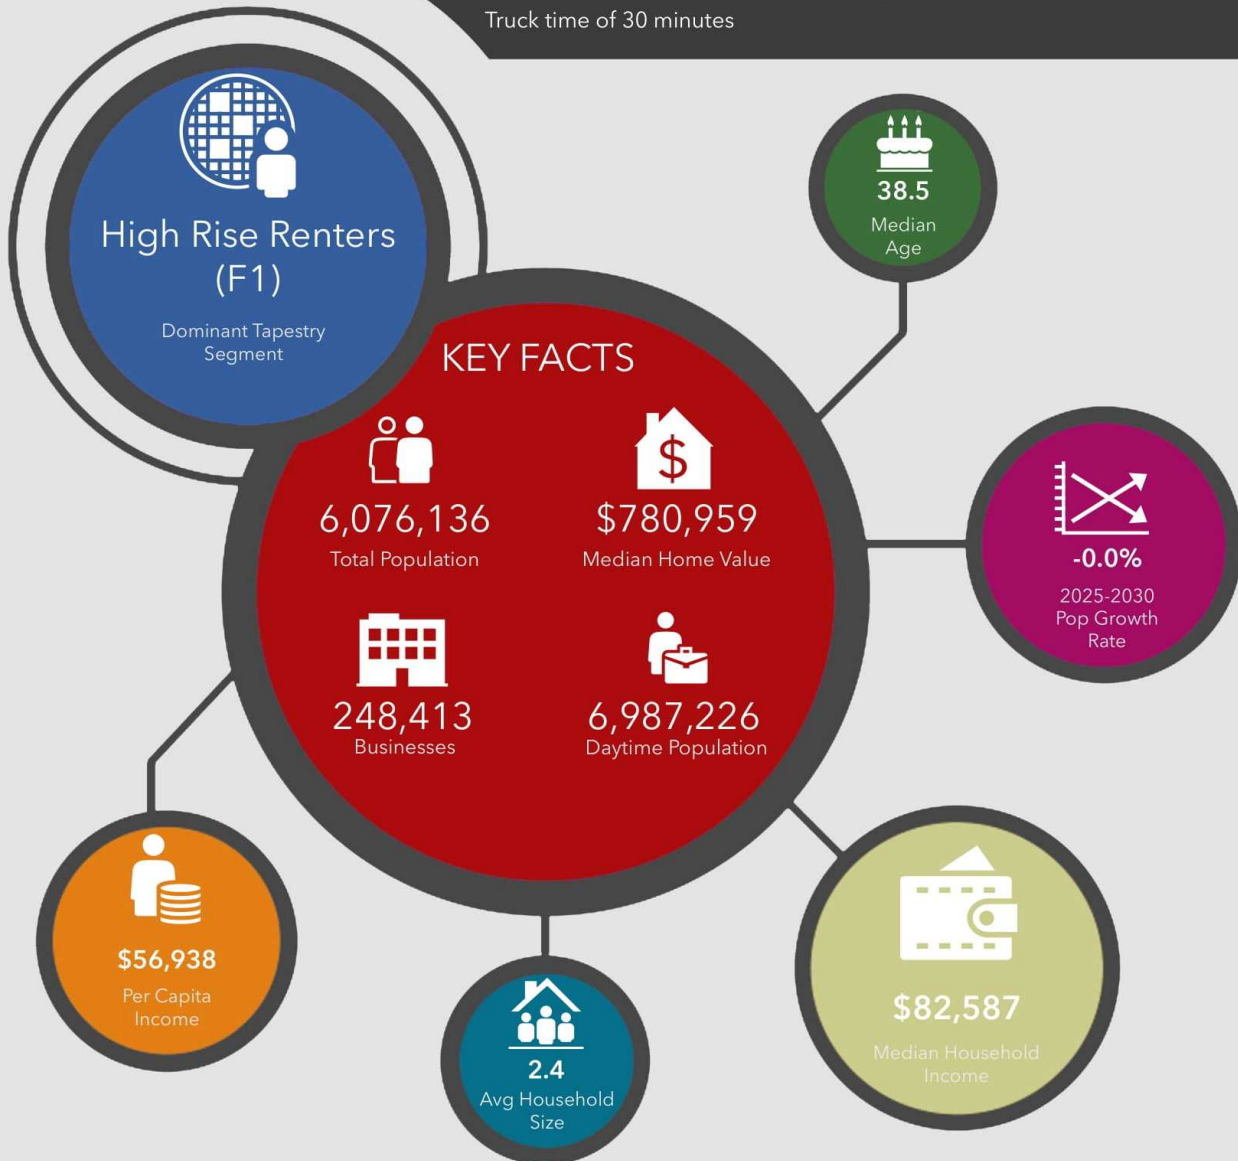 Truck time of 30 minutes
High Rise Renters
(F1)
Dominant Tapestry
Segment
38.5
Median
Age
KEY FACTS
6,076,136
Total Population
$780,959
Median Home Value
248,413
Businesses
6,987,226
Daytime Population
-0.0%
2025-2030
Pop Growth
Rate
$56,938
Per Capita
Income
2.4
Avg Household
Size
$82,587
Median Household
Income